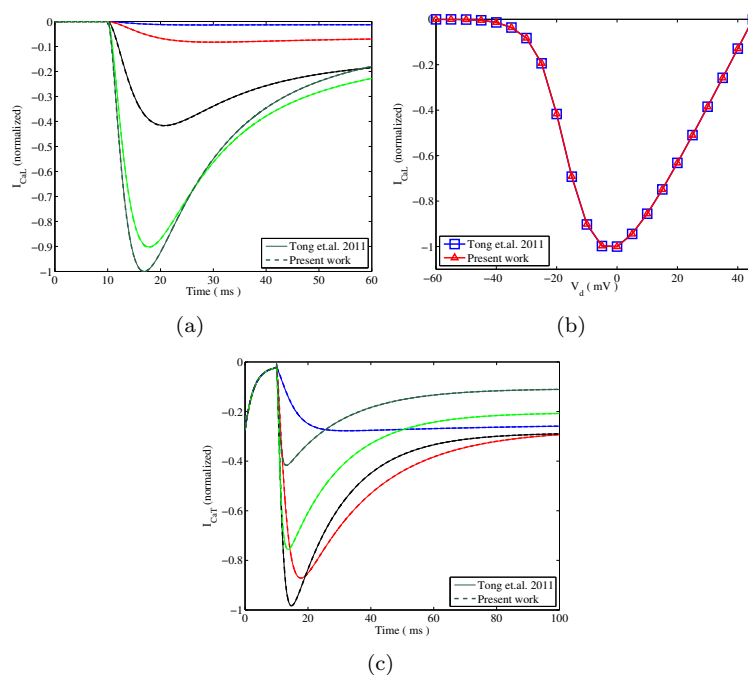 0
-0.1
-0.2
-0.3
-0.4
-0.5
-0.6
-0.7
-0.8
-0.9
-1
0 10 20 30 40 50 60
I_CaL (normalized)
Time ( ms )
Tong et.al. 2011
Present work
(a)
0
-0.2
-0.4
-0.6
-0.8
-1
-60 -40 -20 0 20 40
I_CaL (normalized)
V_d ( mV )
Tong et.al. 2011
Present work
(b)
0
-0.2
-0.4
-0.6
-0.8
-1
0 20 40 60 80 100
I_CaT (normalized)
Time ( ms )
Tong et.al. 2011
Present work
(c)